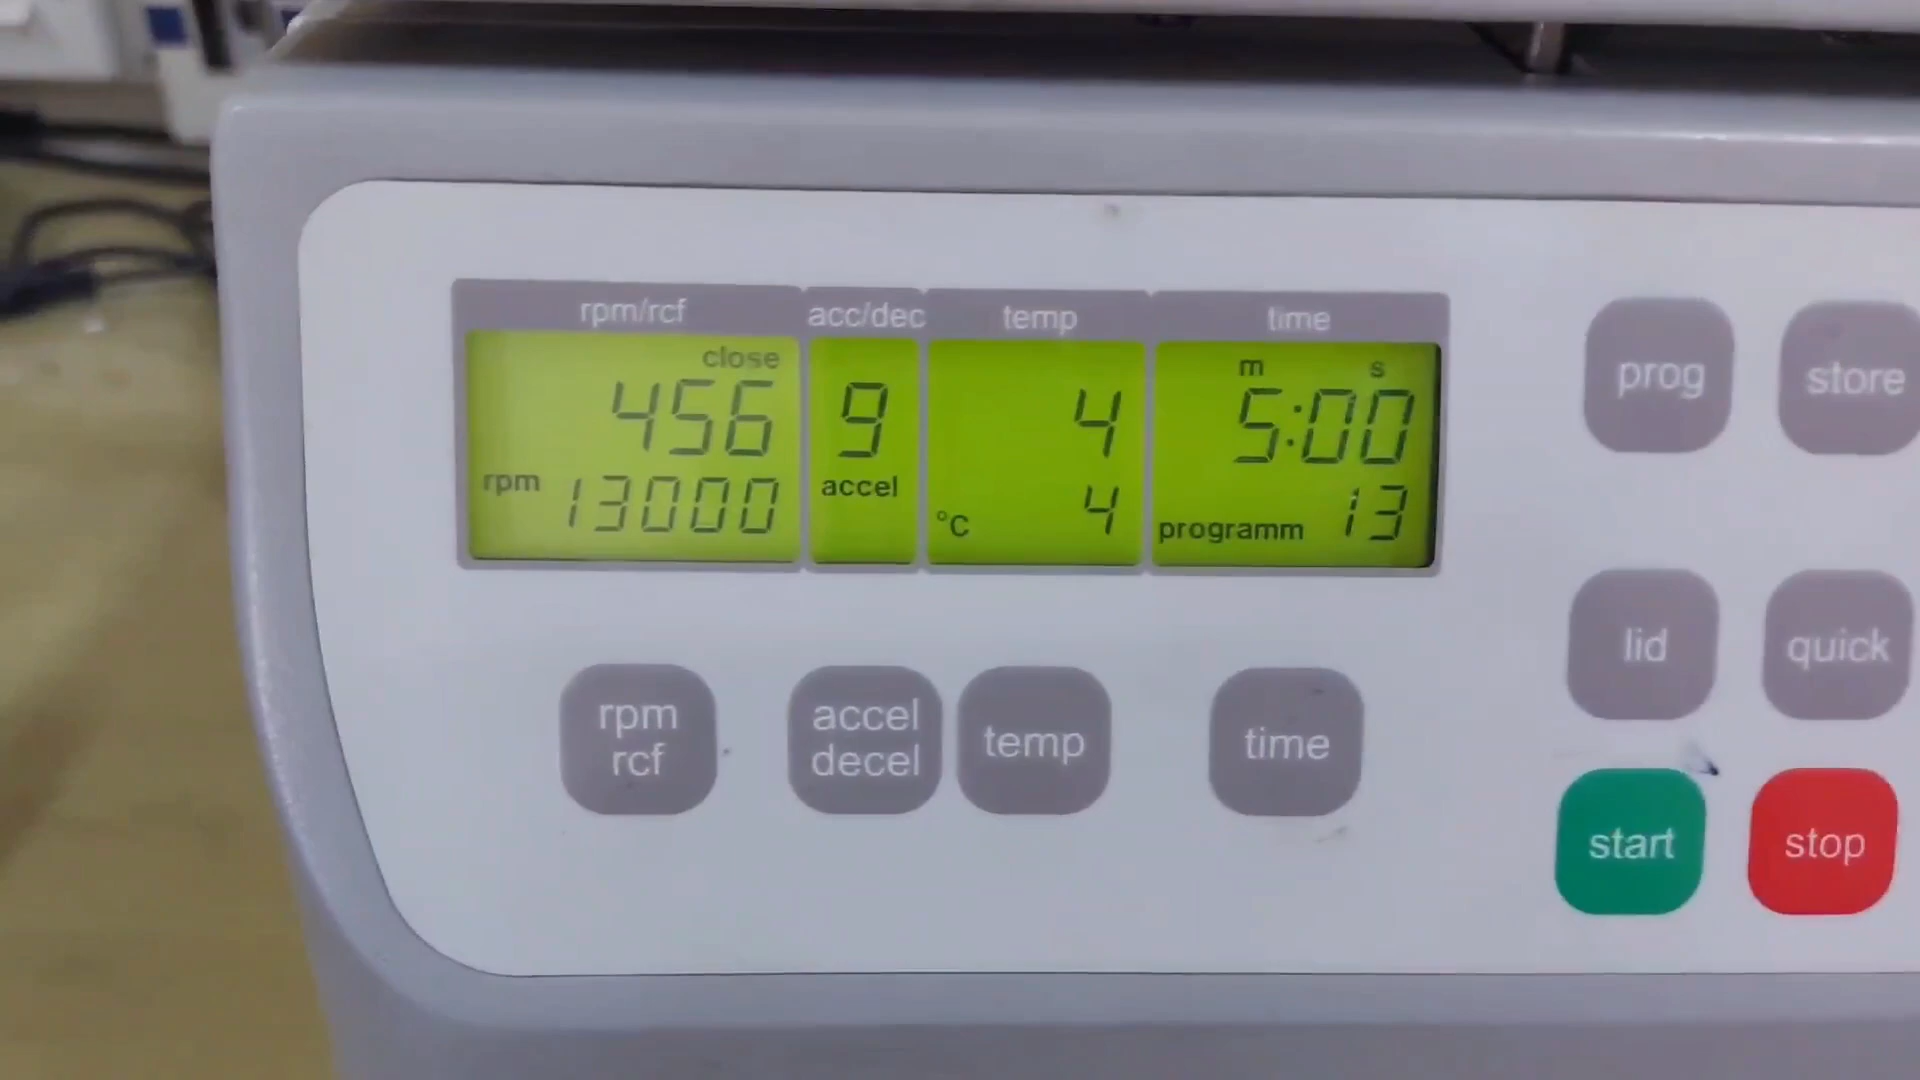 rpm/rcf acc/dec temp time
close m s
456 9 4 5:00
rpm 13000 accel °C 4 programm 13
prog store
lid quick
rpm rcf
accel decel
temp
time
start stop